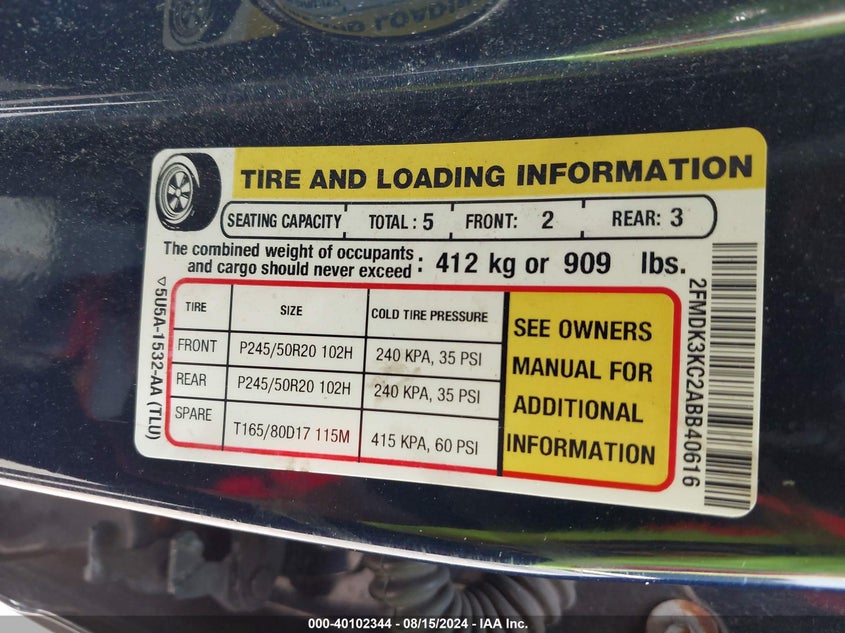 TIRE AND LOADING INFORMATION
SEATING CAPACITY TOTAL : 5 FRONT: 2 REAR: 3
The combined weight of occupants
and cargo should never exceed : 412 kg or 909 lbs.
TIRE SIZE COLD TIRE PRESSURE
FRONT P245/50R20 102H 240 KPA, 35 PSI
REAR P245/50R20 102H 240 KPA, 35 PSI
SPARE T165/80D17 115M 415 KPA, 60 PSI
SEE OWNERS
MANUAL FOR
ADDITIONAL
INFORMATION
5U5A-1532-AA (TLU)
2FMDK3KC2ABB40616
000-40102344 - 08/15/2024 - IAA Inc.